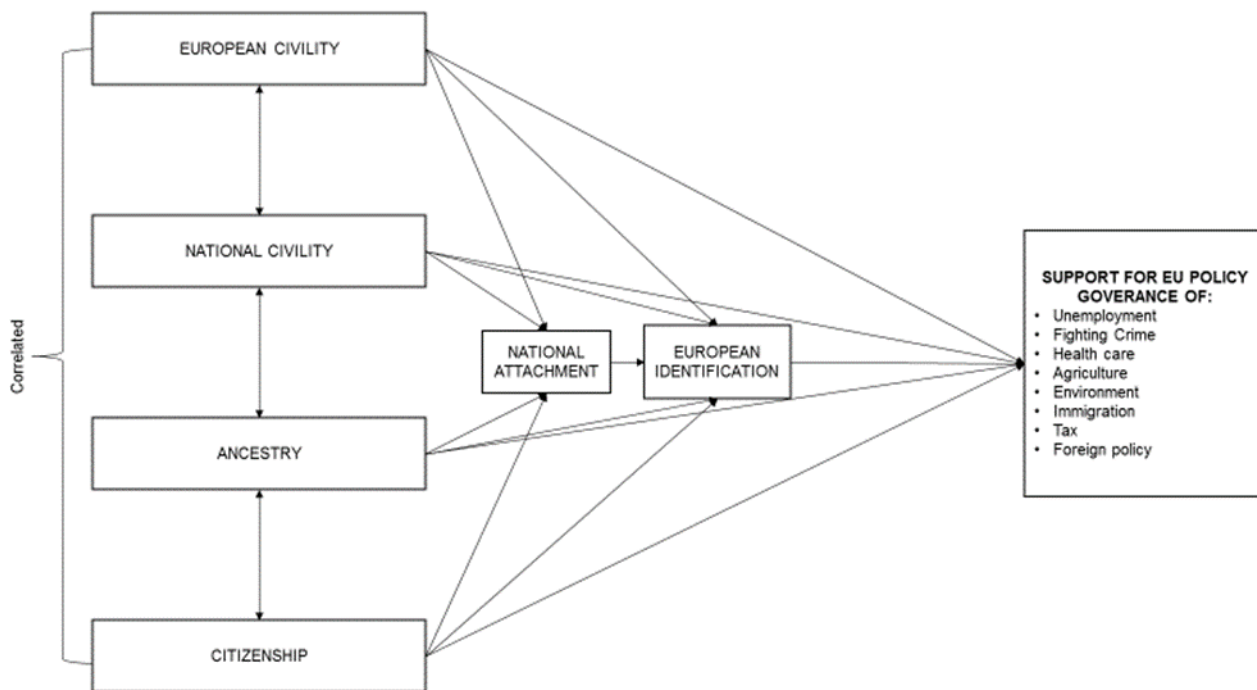 EUROPEAN CIVILITY
NATIONAL CIVILITY
Correlated
NATIONAL
ATTACHMENT
EUROPEAN
IDENTIFICATION
ANCESTRY
CITIZENSHIP
SUPPORT FOR EU POLICY
GOVERANCE OF:
• Unemployment
• Fighting Crime
• Health care
• Agriculture
• Environment
• Immigration
• Tax
• Foreign policy